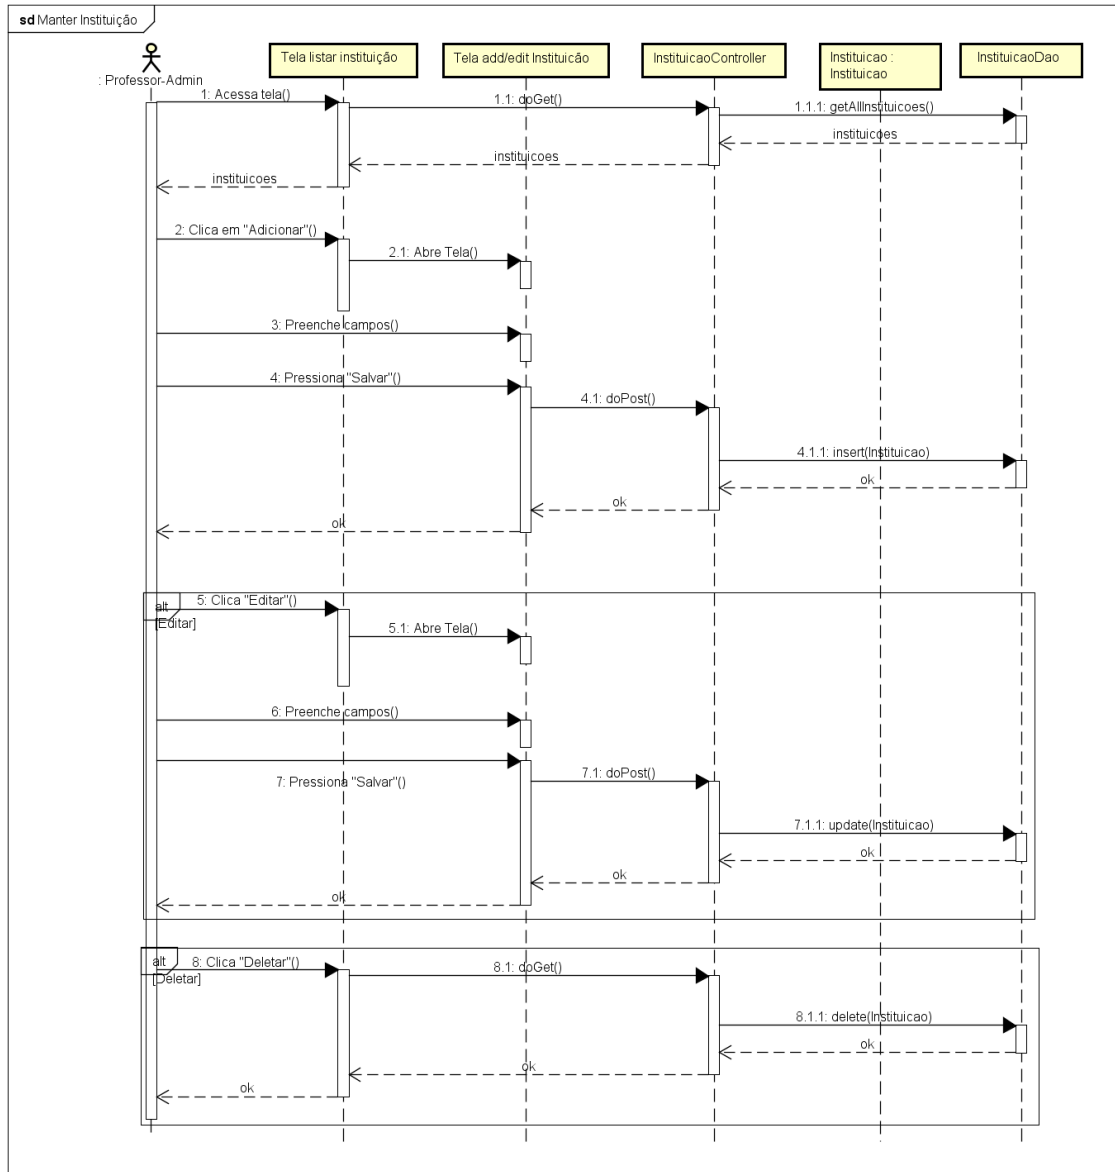 sd Manter Instituição
: Professor-Admin
Tela listar instituição
Tela add/edit Instituicão
InstituicaoController
Instituicao :
Instituicao
InstituicaoDao
1: Acessa tela()
1.1: doGet()
1.1.1: getAllInstituicoes()
instituicoes
instituicoes
instituicoes
2: Clica em "Adicionar"()
2.1: Abre Tela()
3: Preenche campos()
4: Pressiona "Salvar"()
4.1: doPost()
4.1.1: insert(Instituicao)
ok
ok
ok
alt
[Editar]
5: Clica "Editar"()
5.1: Abre Tela()
6: Preenche campos()
7: Pressiona "Salvar"()
7.1: doPost()
7.1.1: update(Instituicao)
ok
ok
ok
alt
[Deletar]
8: Clica "Deletar"()
8.1: doGet()
8.1.1: delete(Instituicao)
ok
ok
ok